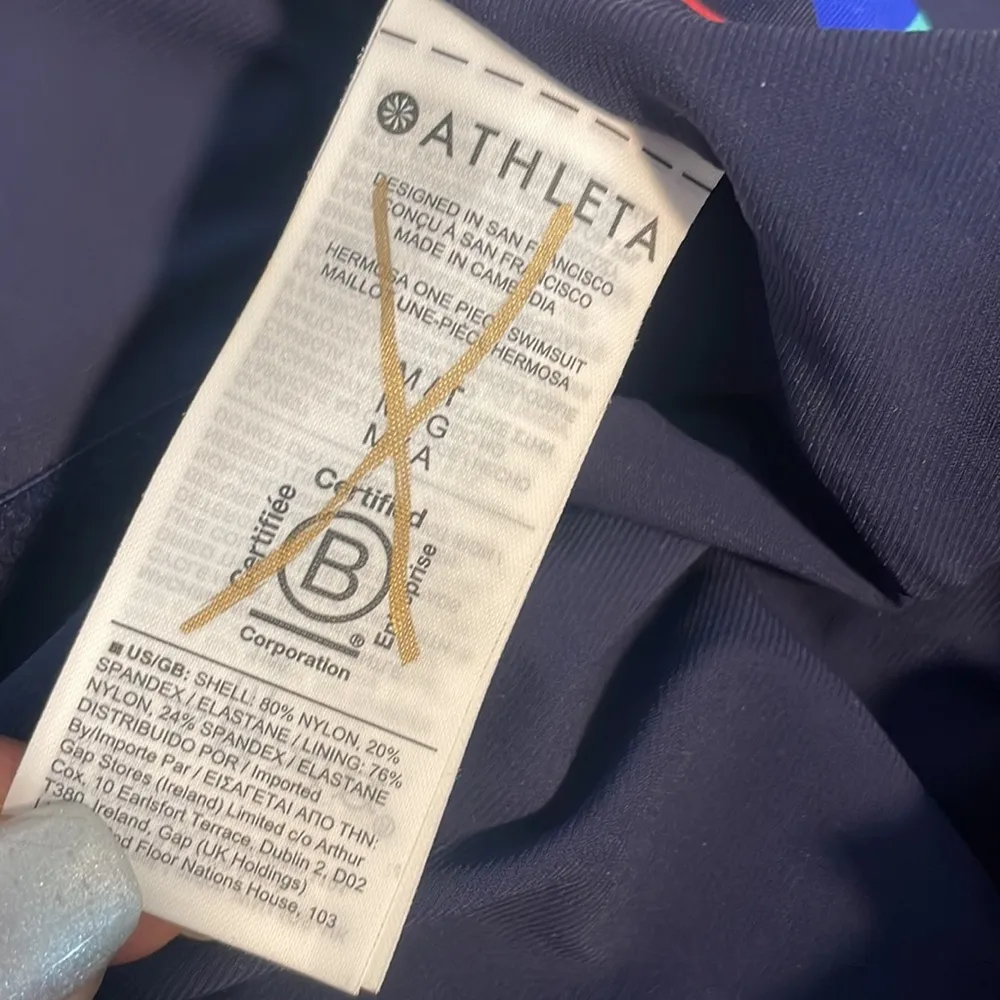 ATHLETA
DESIGNED IN SAN FRANCISCO
CONÇU À SAN FRANCISCO
MADE IN CAMBODIA
HERMOSA ONE PIECE SWIMSUIT
MAILLOT UNE-PIÈCE HERMOSA
M / T
G
M A
Certified
Certifiée
B
Entreprise
®
Corporation
US/GB: SHELL: 80% NYLON, 20%
SPANDEX / ELASTANE / LINING: 76%
NYLON, 24% SPANDEX / ELASTANE
DISTRIBUIDO POR / Imported
By/Importe Par / ΕΙΣΑΓΕΤΑΙ ΑΠΟ ΤΗΝ:
Gap Stores (Ireland) Limited c/o Arthur
Cox, 10 Earlsfort Terrace, Dublin 2, D02
T380, Ireland, Gap (UK Holdings)
Floor Nations House, 103